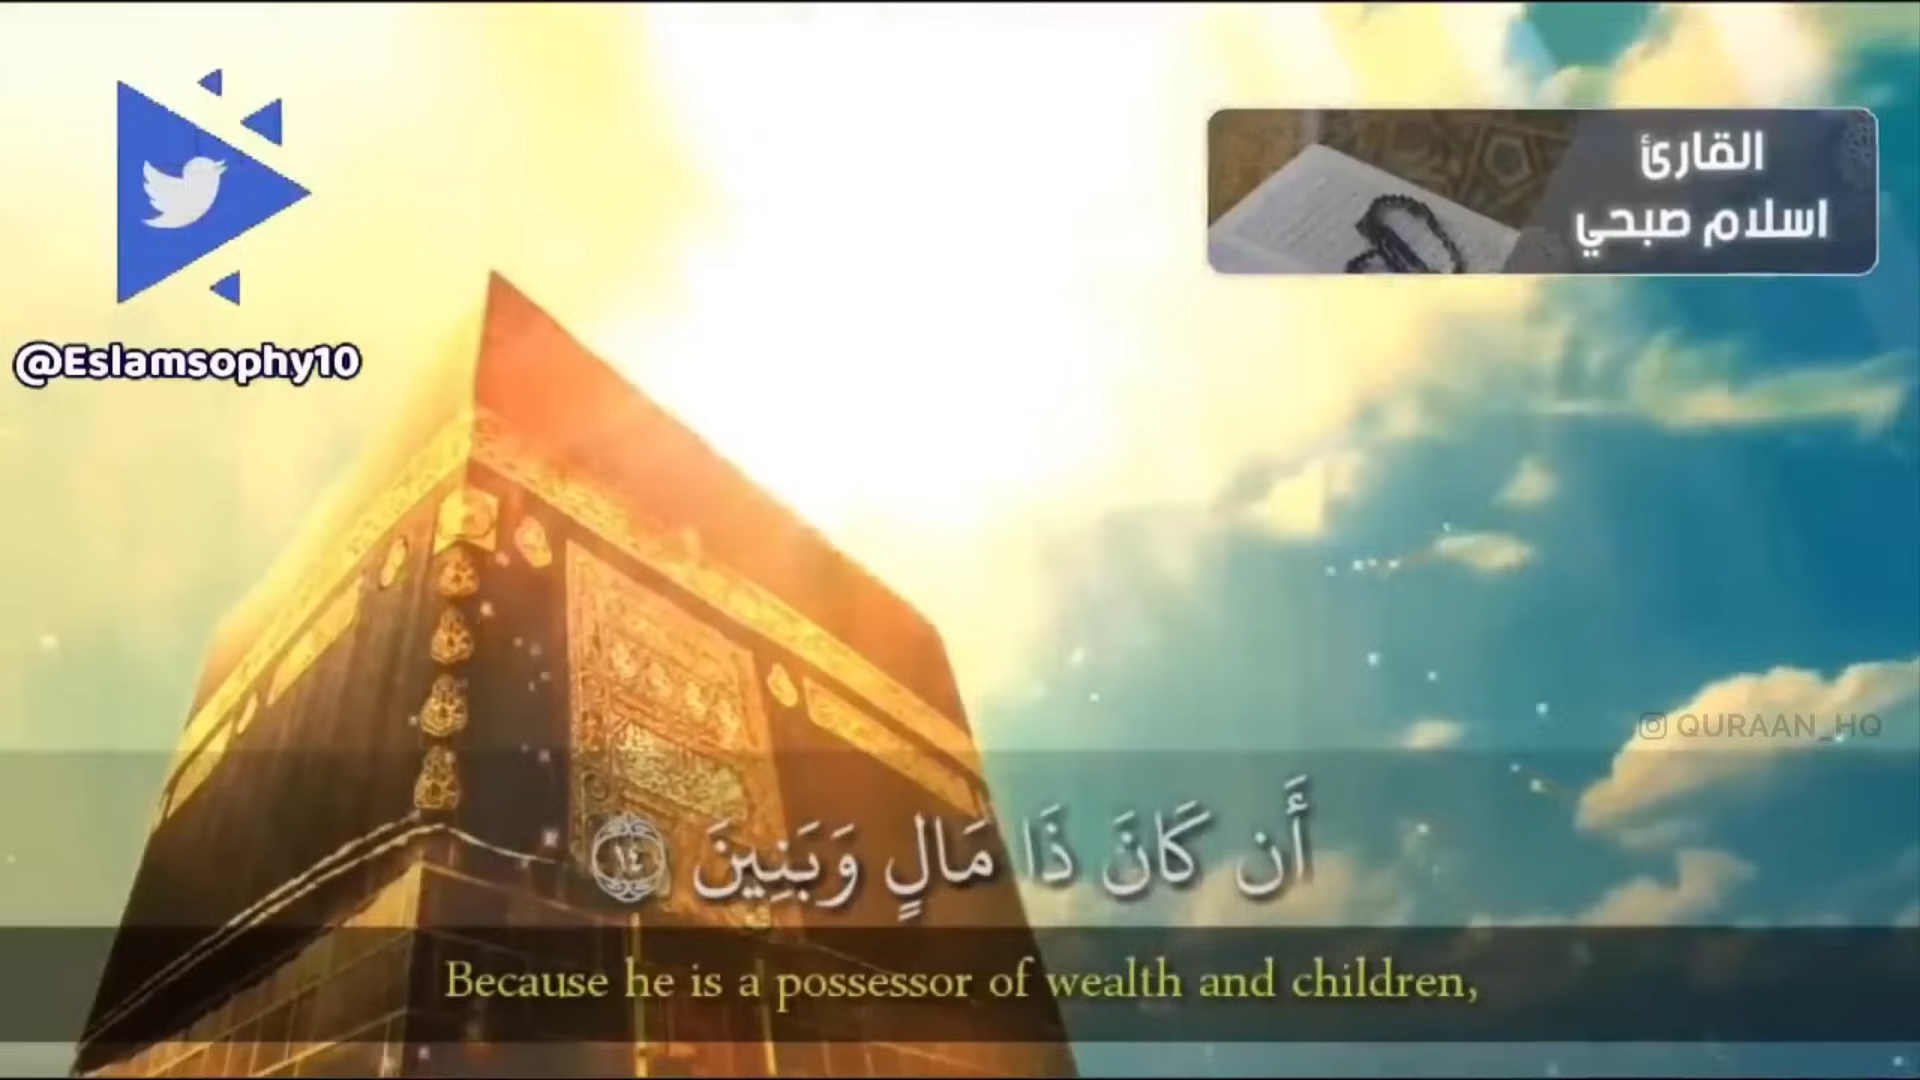 القارئ
اسلام صبحي
@Eslamsophy10
QURAAN_HQ
أَن كَانَ ذَا مَالٍ وَبَنِينَ ١٤
Because he is a possessor of wealth and children,